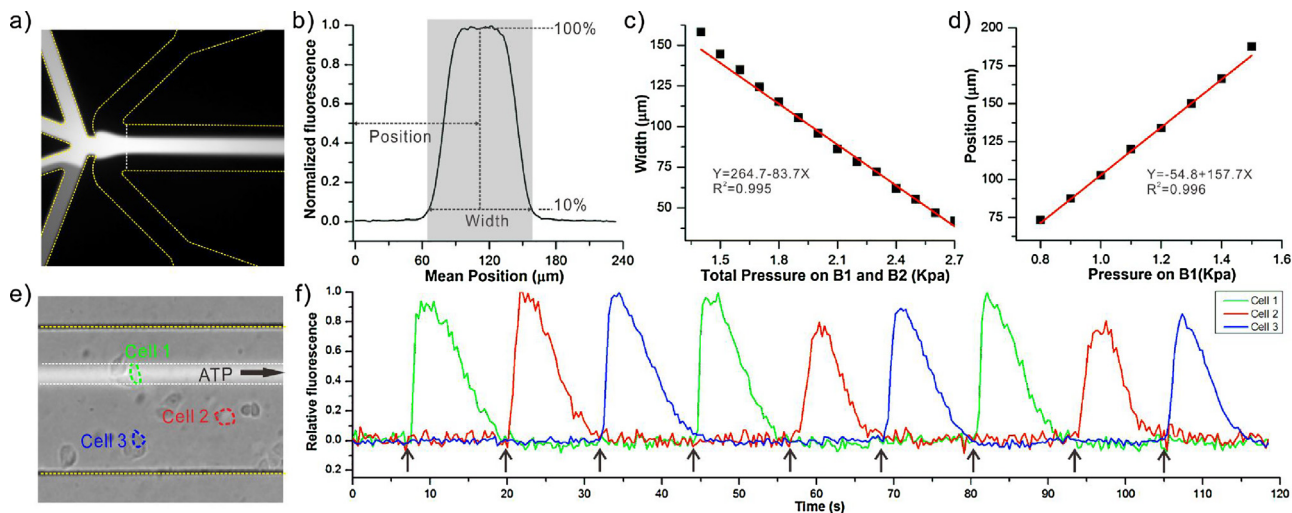 a)
b)
Normalized fluorescence
1.0
0.8
0.6
0.4
0.2
0.0
100%
Position
10%
Width
0
60
120
180
240
Mean Position (μm)
c)
Width (μm)
150
125
100
75
50
Y=264.7-83.7X
R²=0.995
1.5
1.8
2.1
2.4
2.7
Total Pressure on B1 and B2 (Kpa)
d)
Position (μm)
200
175
150
125
100
75
Y=-54.8+157.7X
R²=0.996
0.8
1.0
1.2
1.4
1.6
Pressure on B1(Kpa)
e)
Cell 1
ATP
Cell 2
Cell 3
f)
Relative fluorescence
1.0
0.8
0.6
0.4
0.2
0.0
0.2
Cell 1
Cell 2
Cell 3
0
10
20
30
40
50
60
70
80
90
100
110
120
Time (s)